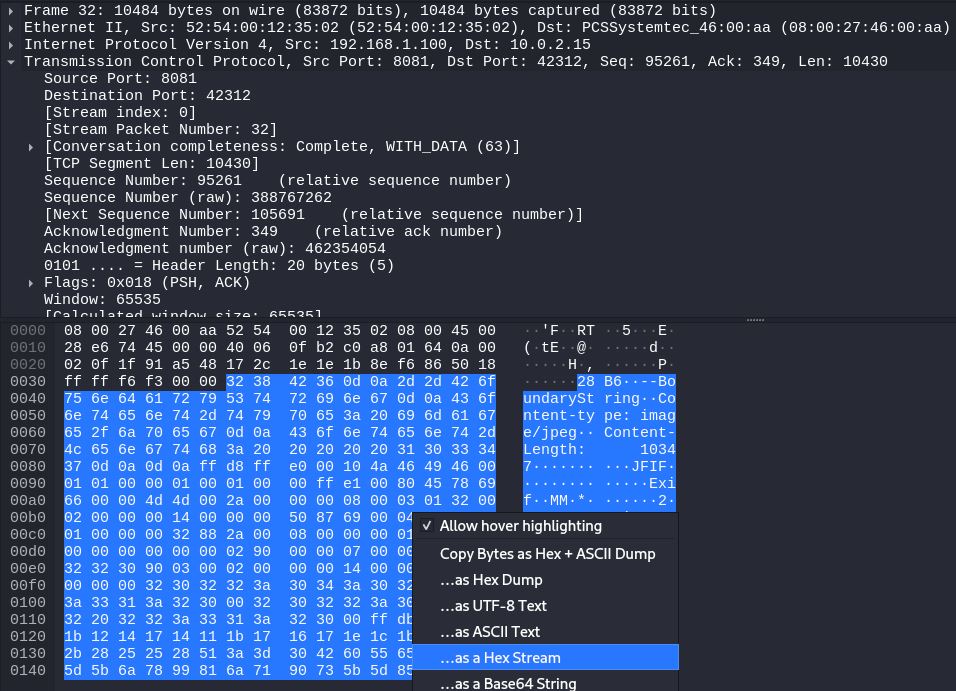 Frame 32: 10484 bytes on wire (83872 bits), 10484 bytes captured (83872 bits)
Ethernet II, Src: 52:54:00:12:35:02 (52:54:00:12:35:02), Dst: PCSSystemtec_46:00:aa (08:00:27:46:00:aa)
Internet Protocol Version 4, Src: 192.168.1.100, Dst: 10.0.2.15
Transmission Control Protocol, Src Port: 8081, Dst Port: 42312, Seq: 95261, Ack: 349, Len: 10430
Source Port: 8081
Destination Port: 42312
[Stream index: 0]
[Stream Packet Number: 32]
[Conversation completeness: Complete, WITH_DATA (63)]
[TCP Segment Len: 10430]
Sequence Number: 95261    (relative sequence number)
Sequence Number (raw): 388767262
[Next Sequence Number: 105691    (relative sequence number)]
Acknowledgment Number: 349    (relative ack number)
Acknowledgment number (raw): 462354054
0101 .... = Header Length: 20 bytes (5)
Flags: 0x018 (PSH, ACK)
Window: 65535
[Calculated window size: 65535]
0000 08 00 27 46 00 aa 52 54 00 12 35 02 08 00 45 00 ··'F··RT ··5···E·
0010 28 e6 74 45 00 00 40 06 0f b2 c0 a8 01 64 0a 00 (·tE··@· ·····d··
0020 02 0f 1f 91 a5 48 17 2c 1e 1e 1b 8e f6 86 50 18 ·····H·, ······P·
0030 ff ff f6 f3 00 00 32 38 42 36 0d 0a 2d 2d 42 6f ······28 B6··--Bo
0040 75 6e 64 61 72 79 53 74 72 69 6e 67 0d 0a 43 6f undarySt ring··Co
0050 6e 74 65 6e 74 2d 74 79 70 65 3a 20 69 6d 61 67 ntent-ty pe: imag
0060 65 2f 6a 70 65 67 0d 0a 43 6f 6e 74 65 6e 74 2d e/jpeg·· Content-
0070 4c 65 6e 67 74 68 3a 20 20 20 20 20 31 30 33 34 Length:      1034
0080 37 0d 0a 0d 0a ff d8 ff e0 00 10 4a 46 49 46 00 7······· ···JFIF·
0090 01 01 00 00 01 00 01 00 00 ff e1 00 80 45 78 69 ········ ·····Exi
00a0 66 00 00 4d 4d 00 2a 00 00 00 08 00 03 01 32 00 f··MM·*· ······2·
00b0 02 00 00 00 14 00 00 00 50 87 69 00 04
00c0 01 00 00 00 32 88 2a 00 08 00 00 00 01
00d0 00 00 00 00 00 02 90 00 00 07 00 00
00e0 32 32 30 90 03 00 02 00 00 00 14 00 00
00f0 00 00 00 32 30 32 32 3a 30 34 3a 30 32
0100 3a 33 31 3a 32 30 00 32 30 32 32 3a 30
0110 32 20 32 32 3a 33 31 3a 32 30 00 ff db
0120 1b 12 14 17 14 11 1b 17 16 17 1e 1c 1b
0130 2b 28 25 25 28 51 3a 3d 30 42 60 55 65
0140 5d 5b 6a 78 99 81 6a 71 90 73 5b 5d 85
✓ Allow hover highlighting
Copy Bytes as Hex + ASCII Dump
…as Hex Dump
…as UTF-8 Text
…as ASCII Text
…as a Hex Stream
…as a Base64 String